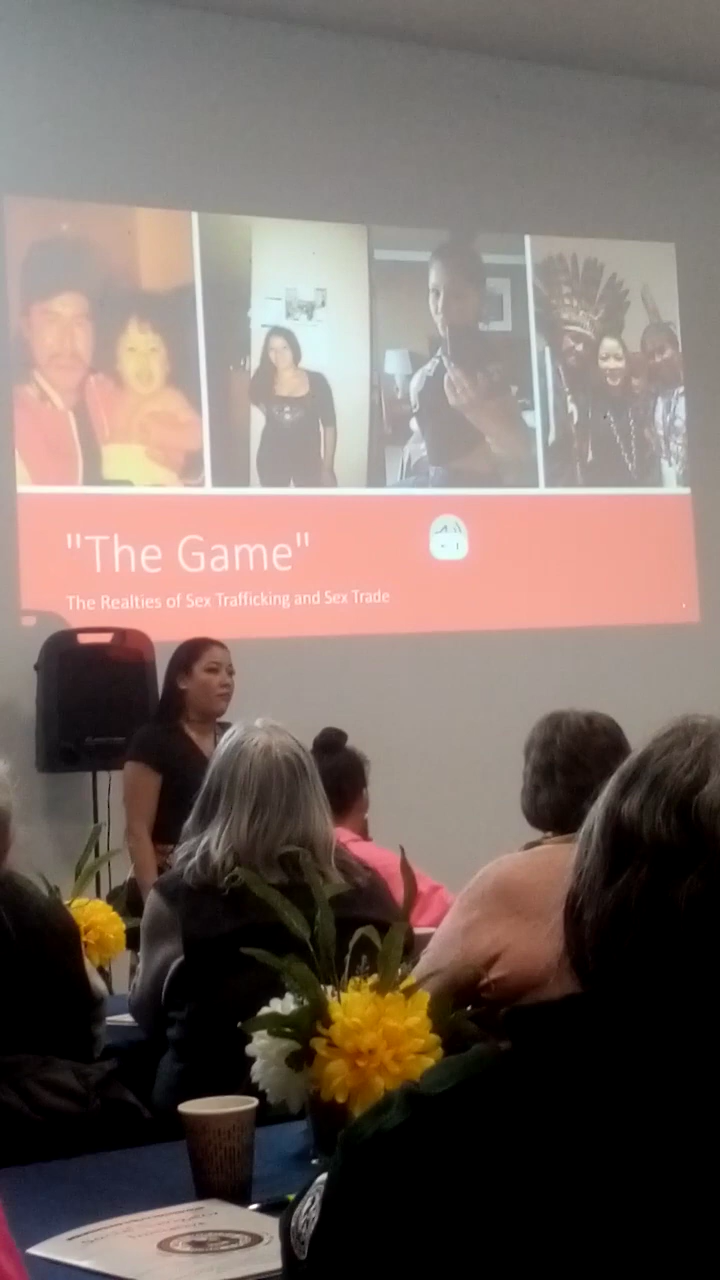 "The Game"
The Realties of Sex Trafficking and Sex Trade